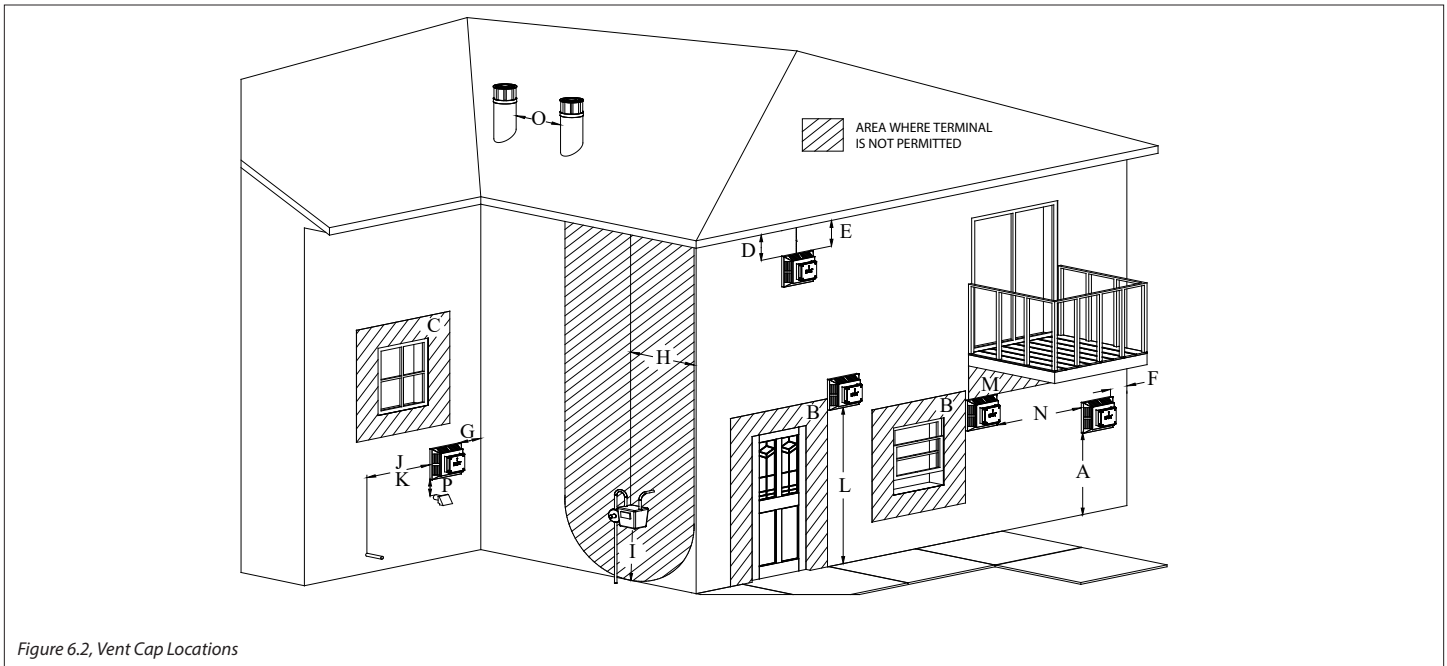 O
AREA WHERE TERMINAL
IS NOT PERMITTED
D
E
C
H
F
M
B
B
N
G
J
K
P
L
A
I
Figure 6.2, Vent Cap Locations